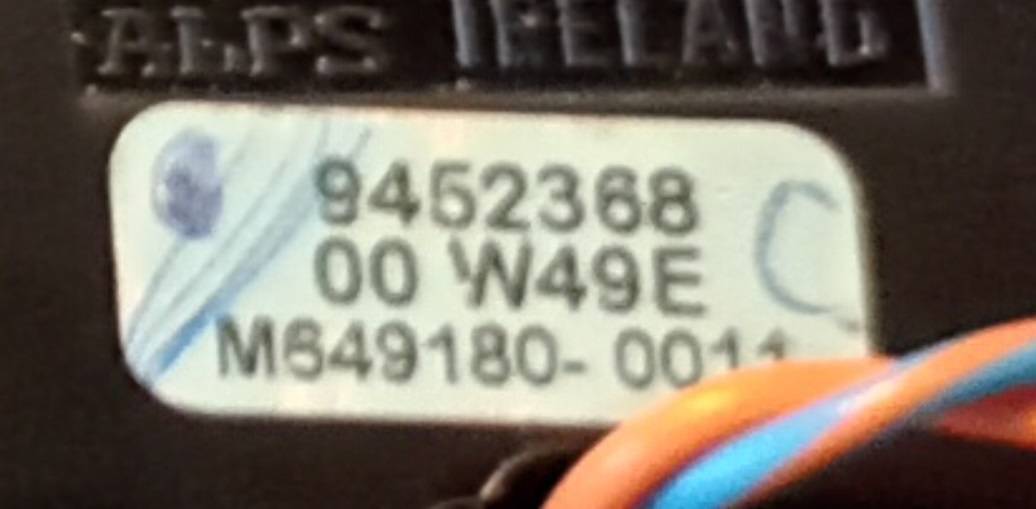 ALPS IRELAND
9452368
00 W49E
M649180- 0011
C